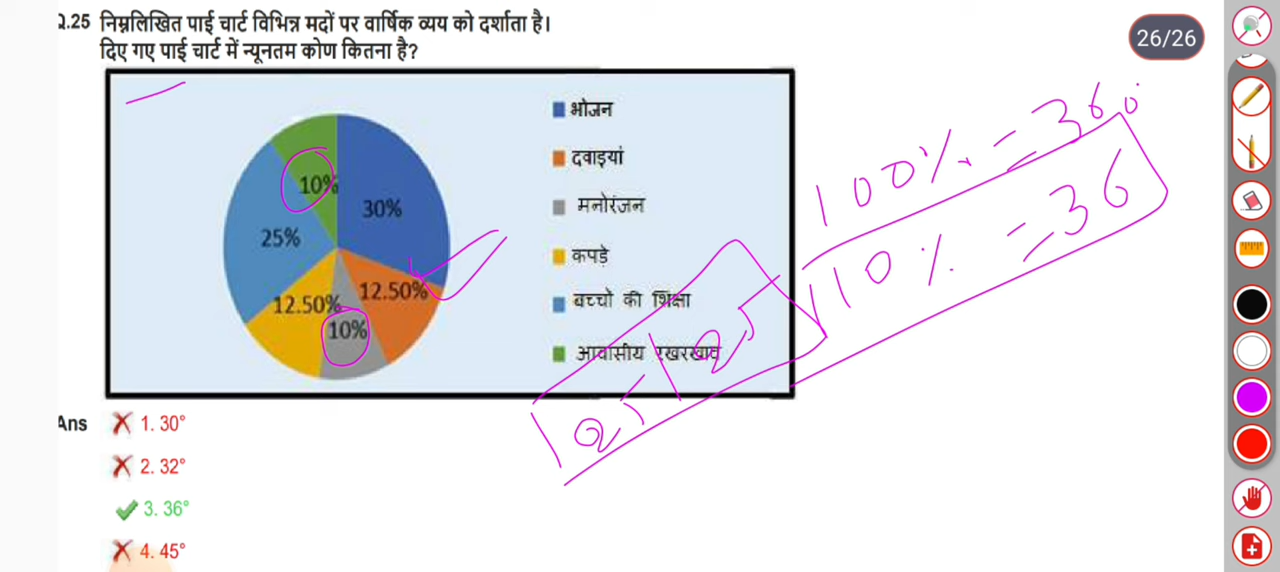 Q.25 निम्नलिखित पाई चार्ट विभिन्न मदों पर वार्षिक व्यय को दर्शाता है।
दिए गए पाई चार्ट में न्यूनतम कोण कितना है?
26/26
भोजन
दवाइयां
मनोरंजन
कपड़े
बच्चों की शिक्षा
आवासीय रखरखाव
10%
30%
25%
12.50%
12.50%
10%
100% = 360°
10% = 36
Ans
1. 30°
2. 32°
3. 36°
4. 45°